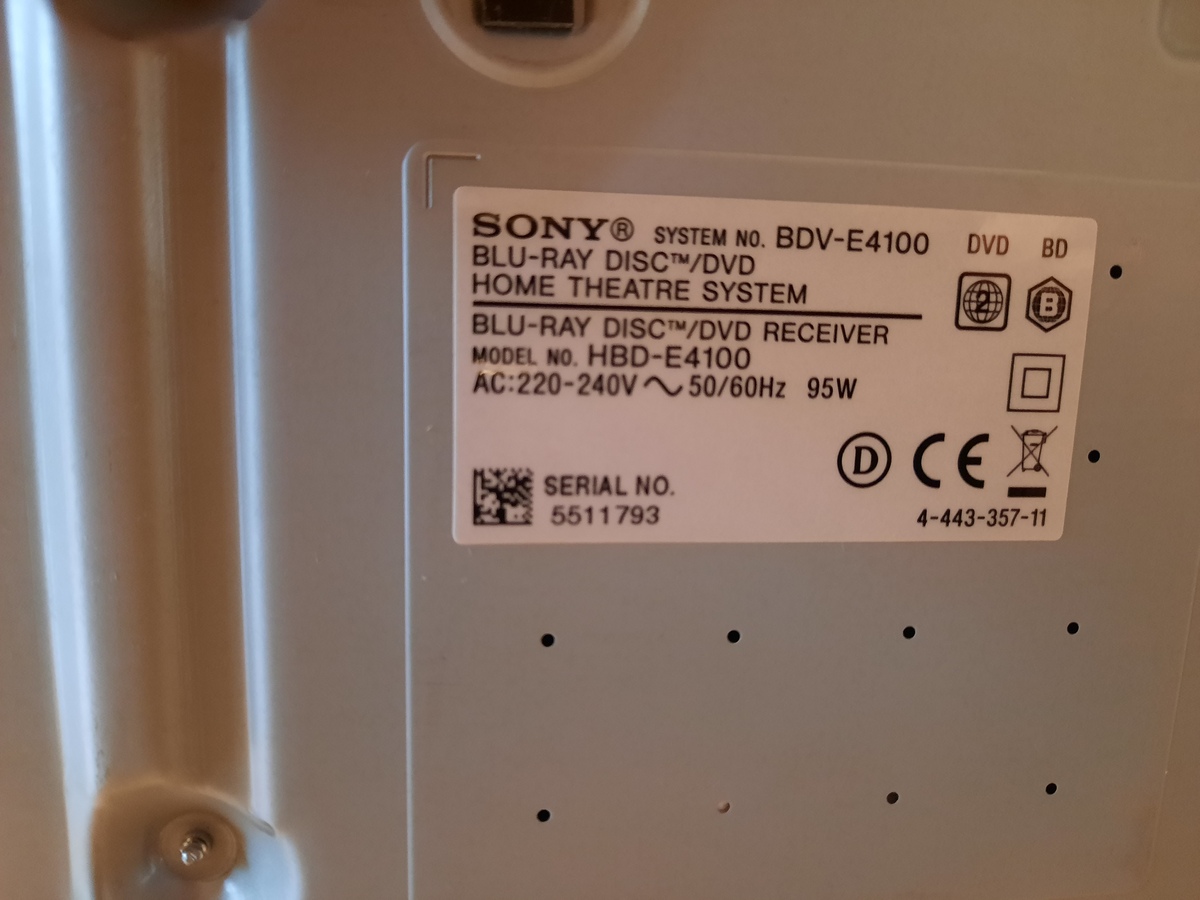 SONY® SYSTEM NO. BDV-E4100 DVD BD
BLU-RAY DISC™/DVD
HOME THEATRE SYSTEM
2 B
BLU-RAY DISC™/DVD RECEIVER
MODEL NO. HBD-E4100
AC:220-240V ~ 50/60Hz 95W
D CE
SERIAL NO.
5511793
4-443-357-11